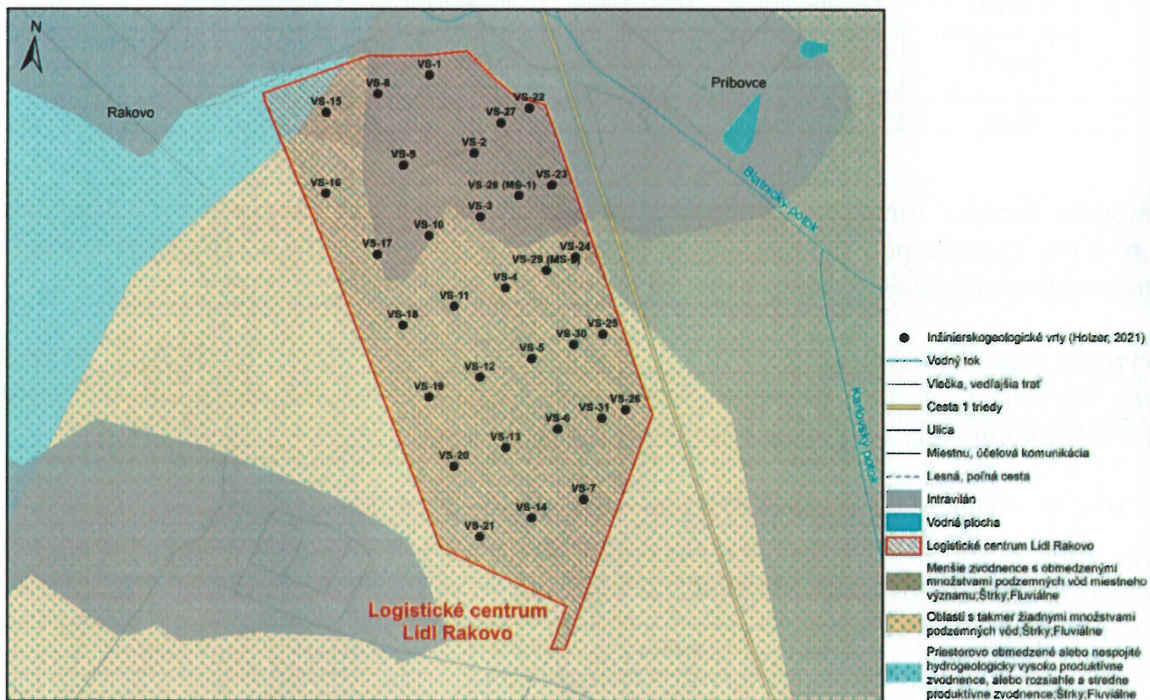 N
Rakovo
Príbovce
VS-1
VS-8
VS-15
VS-22
VS-27
VS-2
VS-9
VS-23
VS-28 (MS-1)
VS-16
VS-3
VS-10
VS-17
VS-24
VS-4
VS-11
VS-18
VS-25
VS-30
VS-5
VS-12
VS-19
VS-26
VS-31
VS-6
VS-13
VS-20
VS-7
VS-14
VS-21
Blatnický potok
Karlovský potok
Logistické centrum
Lidl Rakovo
Inžinierskogeologické vrty (Holzer, 2021)
Vodný tok
Vlečka, vedľajšia trať
Cesta 1 triedy
Ulica
Miestnu, účelová komunikácia
Lesná, poľná cesta
Intravilán
Vodná plocha
Logistické centrum Lidl Rakovo
Menšie zvodnence s obmedzenými
množstvami podzemných vôd miestneho
významu,Štrky,Fluviálne
Oblasti s takmer žiadnymi množstvami
podzemných vôd,Štrky,Fluviálne
Priestorovo obmedzené alebo nespojité
hydrogeologicky vysoko produktívne
zvodnence, alebo rozsiahle a stredne
produktívne zvodnence,Štrky,Fluviálne